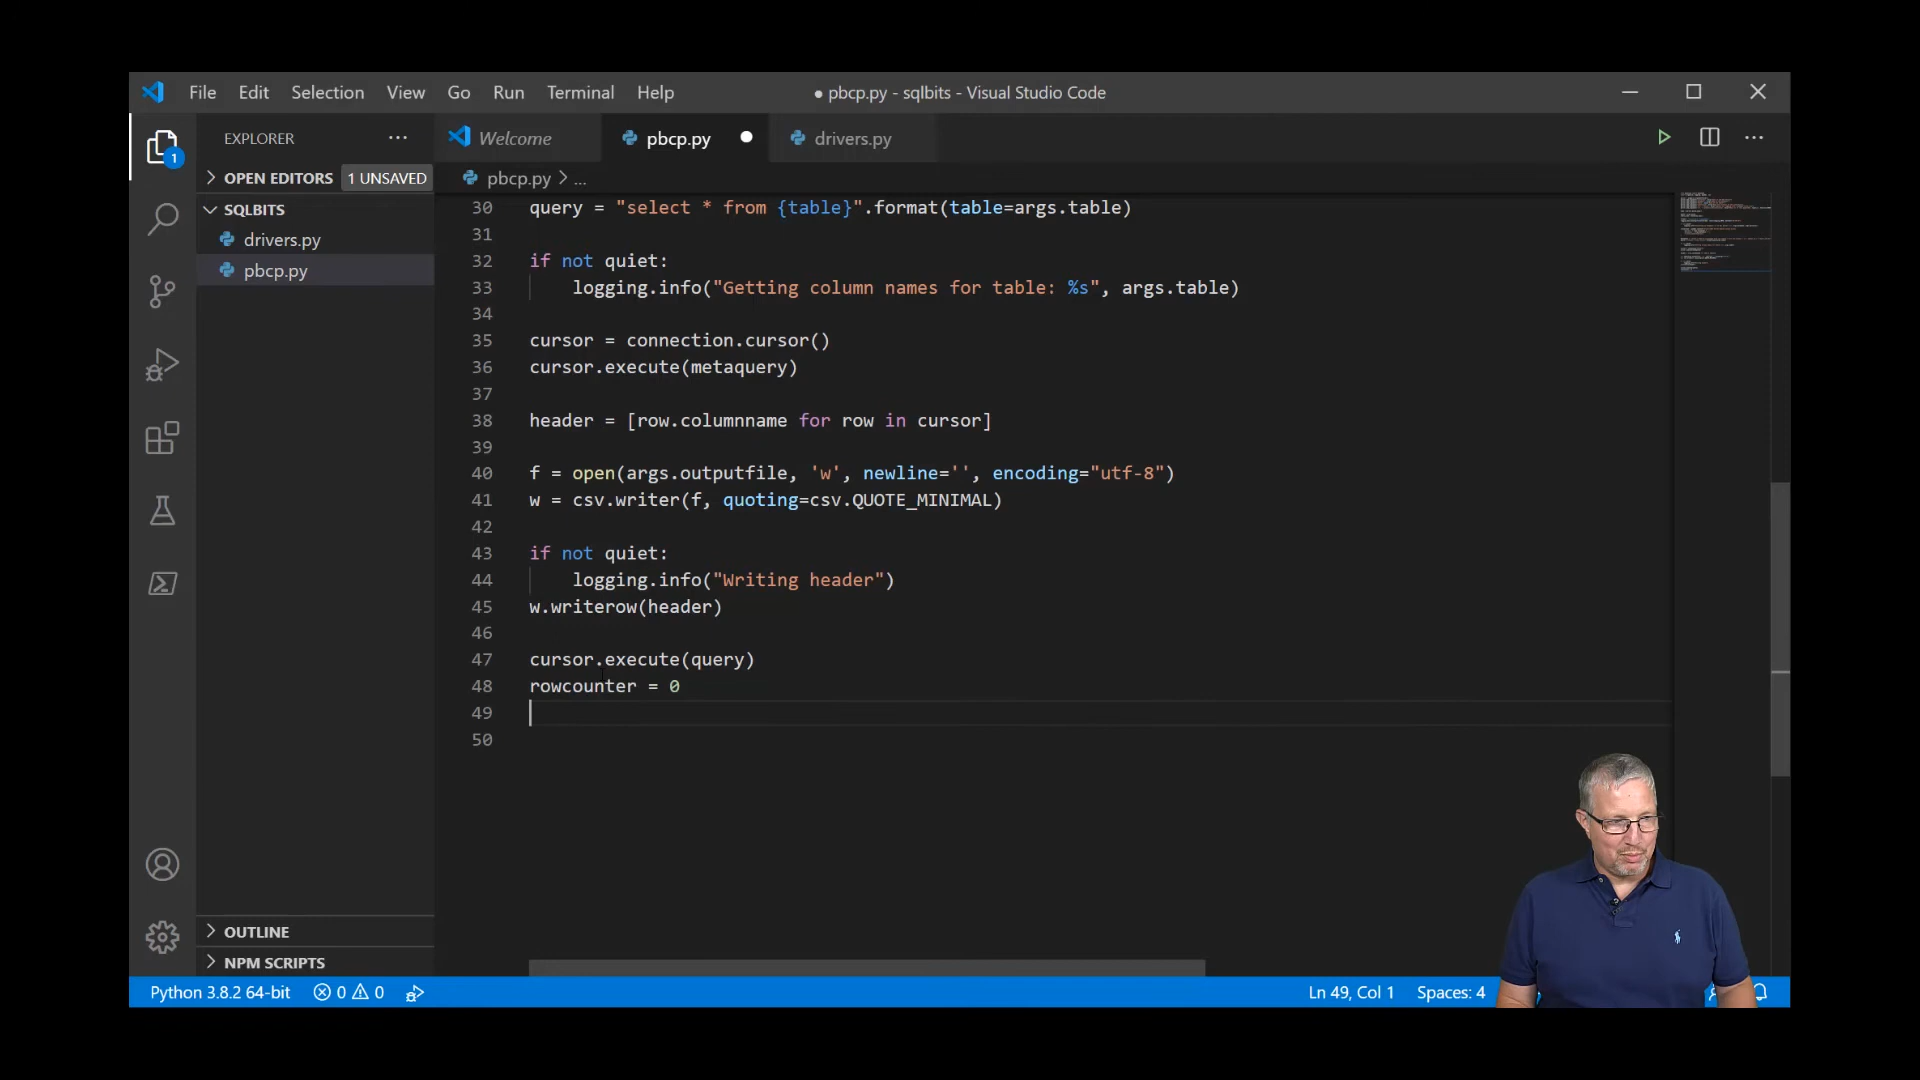 File Edit Selection View Go Run Terminal Help
● pbcp.py - sqlbits - Visual Studio Code
EXPLORER ...
Welcome
pbcp.py
drivers.py
OPEN EDITORS 1 UNSAVED
SQLBITS
drivers.py
pbcp.py
1
pbcp.py > ...
30 query = "select * from {table}".format(table=args.table)
31
32 if not quiet:
33 logging.info("Getting column names for table: %s", args.table)
34
35 cursor = connection.cursor()
36 cursor.execute(metaquery)
37
38 header = [row.columnname for row in cursor]
39
40 f = open(args.outputfile, 'w', newline='', encoding="utf-8")
41 w = csv.writer(f, quoting=csv.QUOTE_MINIMAL)
42
43 if not quiet:
44 logging.info("Writing header")
45 w.writerow(header)
46
47 cursor.execute(query)
48 rowcounter = 0
49
50
OUTLINE
NPM SCRIPTS
Python 3.8.2 64-bit 0 0 Ln 49, Col 1 Spaces: 4